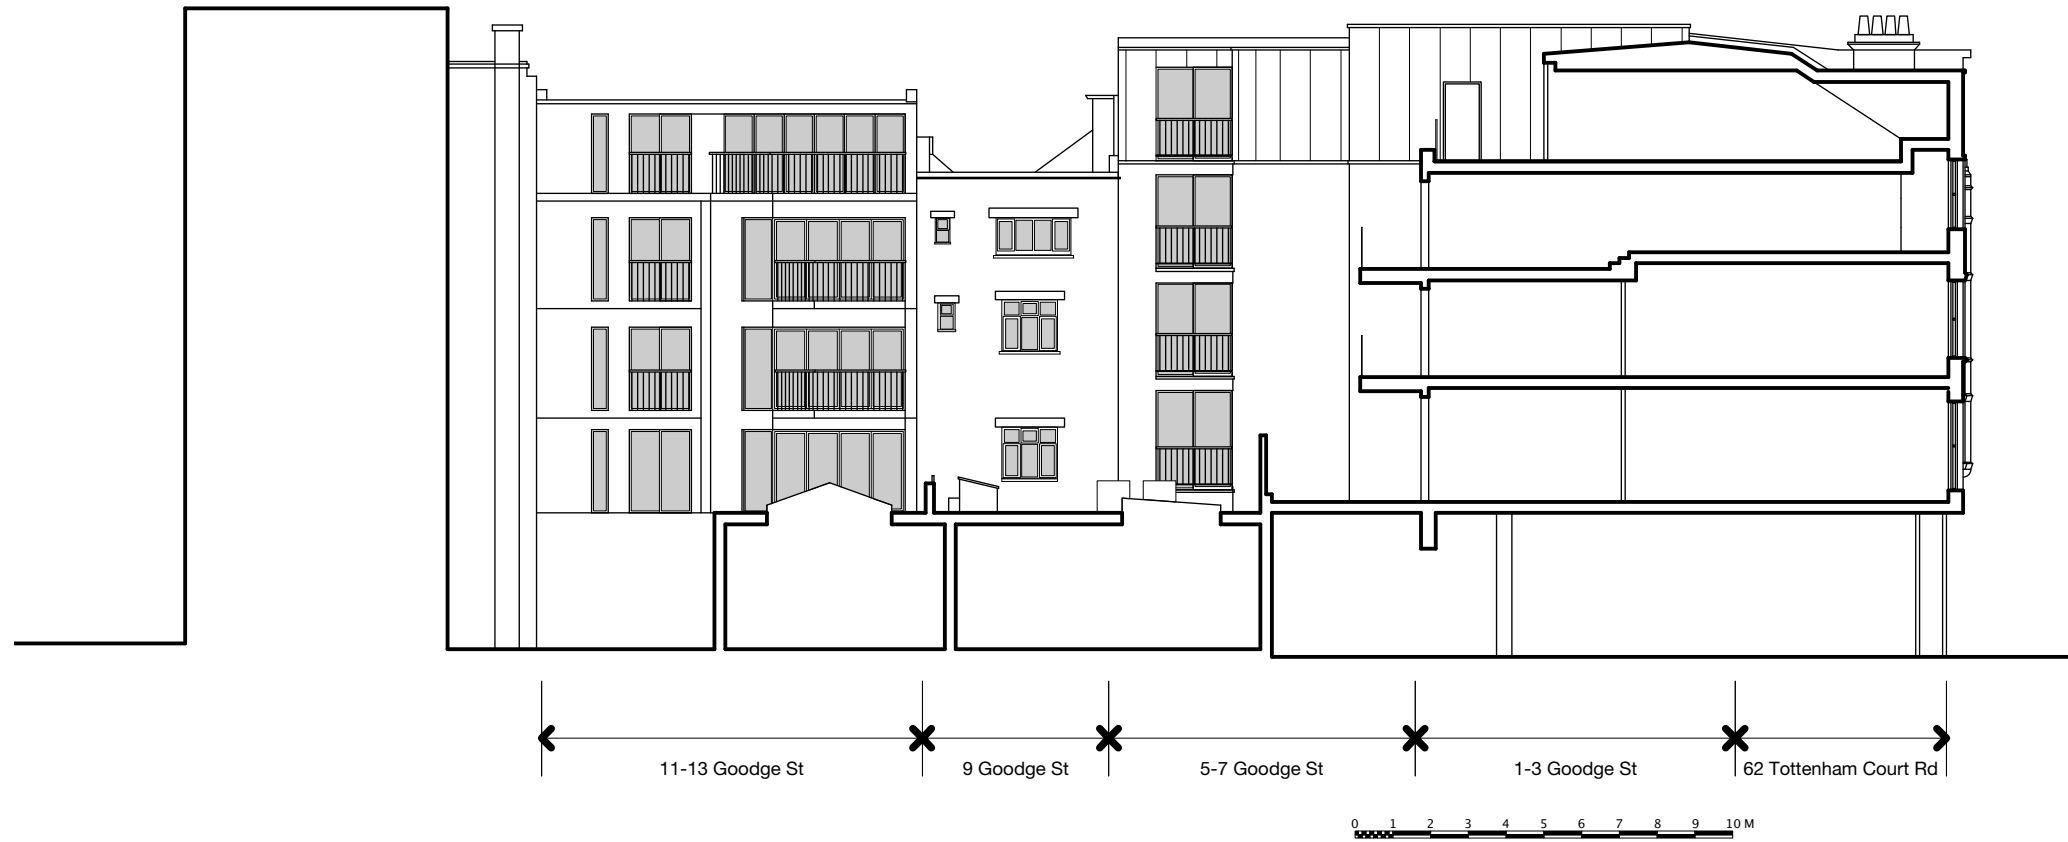 11-13 Goodge St
9 Goodge St
5-7 Goodge St
1-3 Goodge St
62 Tottenham Court Rd
0 1 2 3 4 5 6 7 8 9 10 M